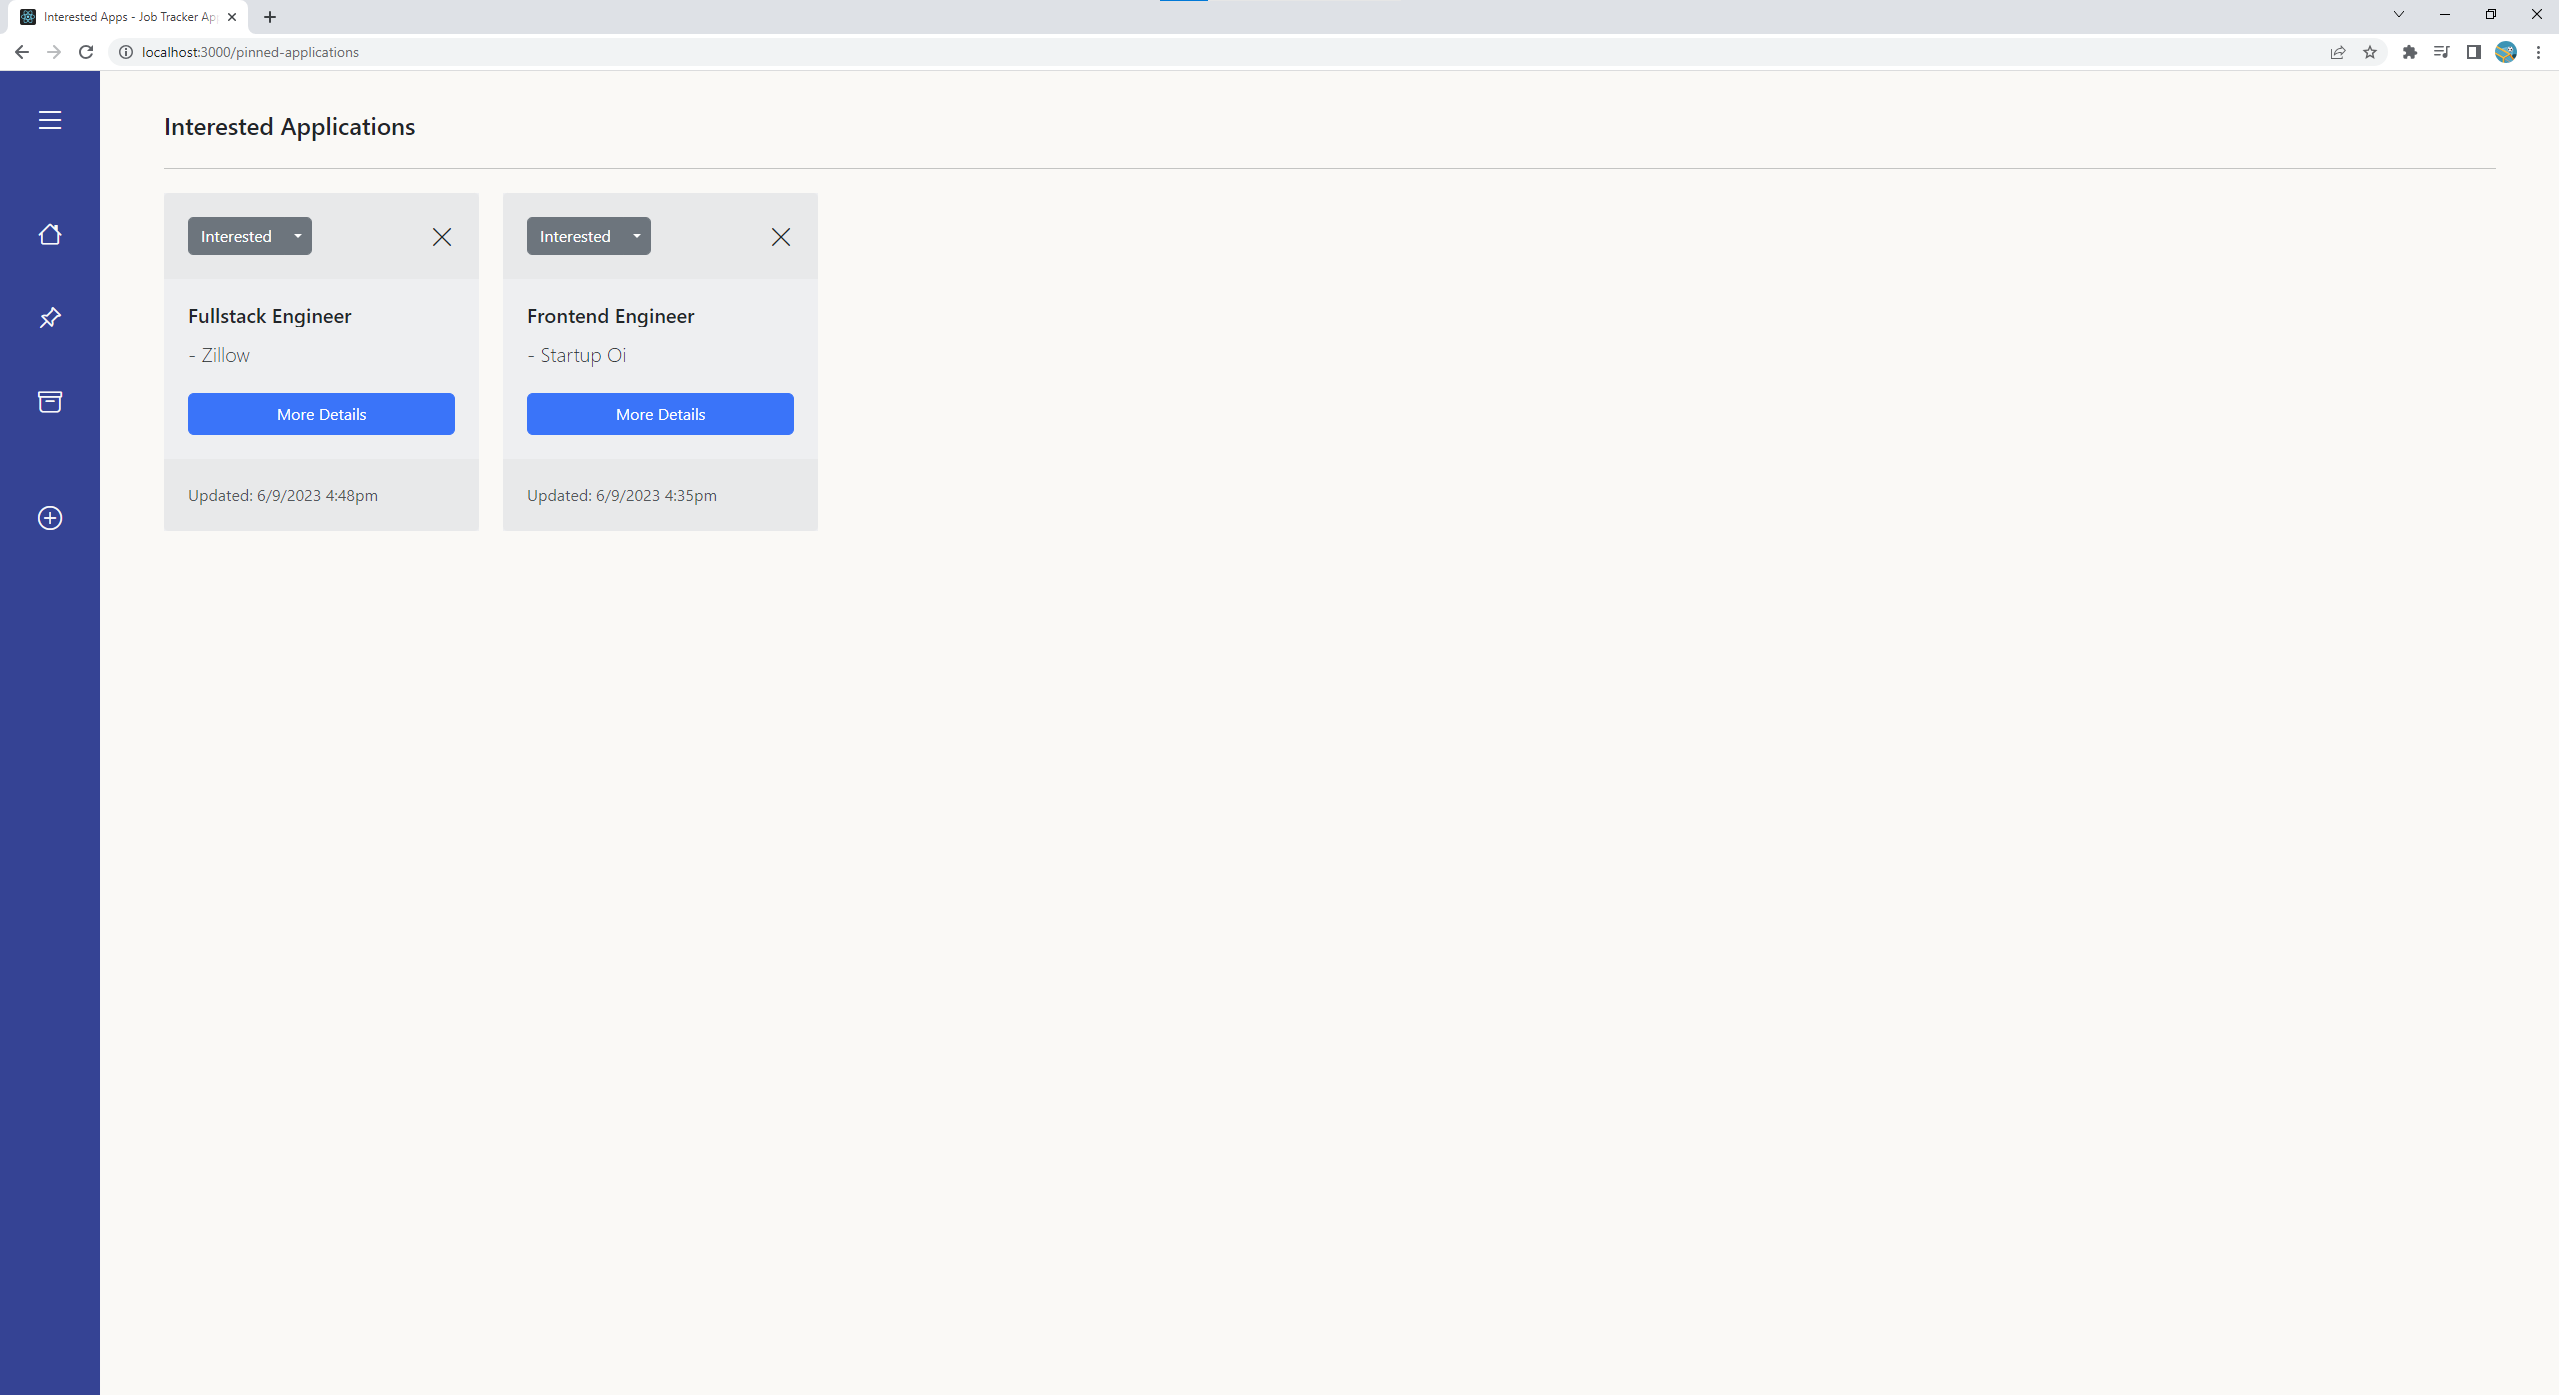 Interested Apps - Job Tracker Ap
localhost:3000/pinned-applications
Interested Applications
Interested
Fullstack Engineer
- Zillow
More Details
Updated: 6/9/2023 4:48pm
Interested
Frontend Engineer
- Startup Oi
More Details
Updated: 6/9/2023 4:35pm